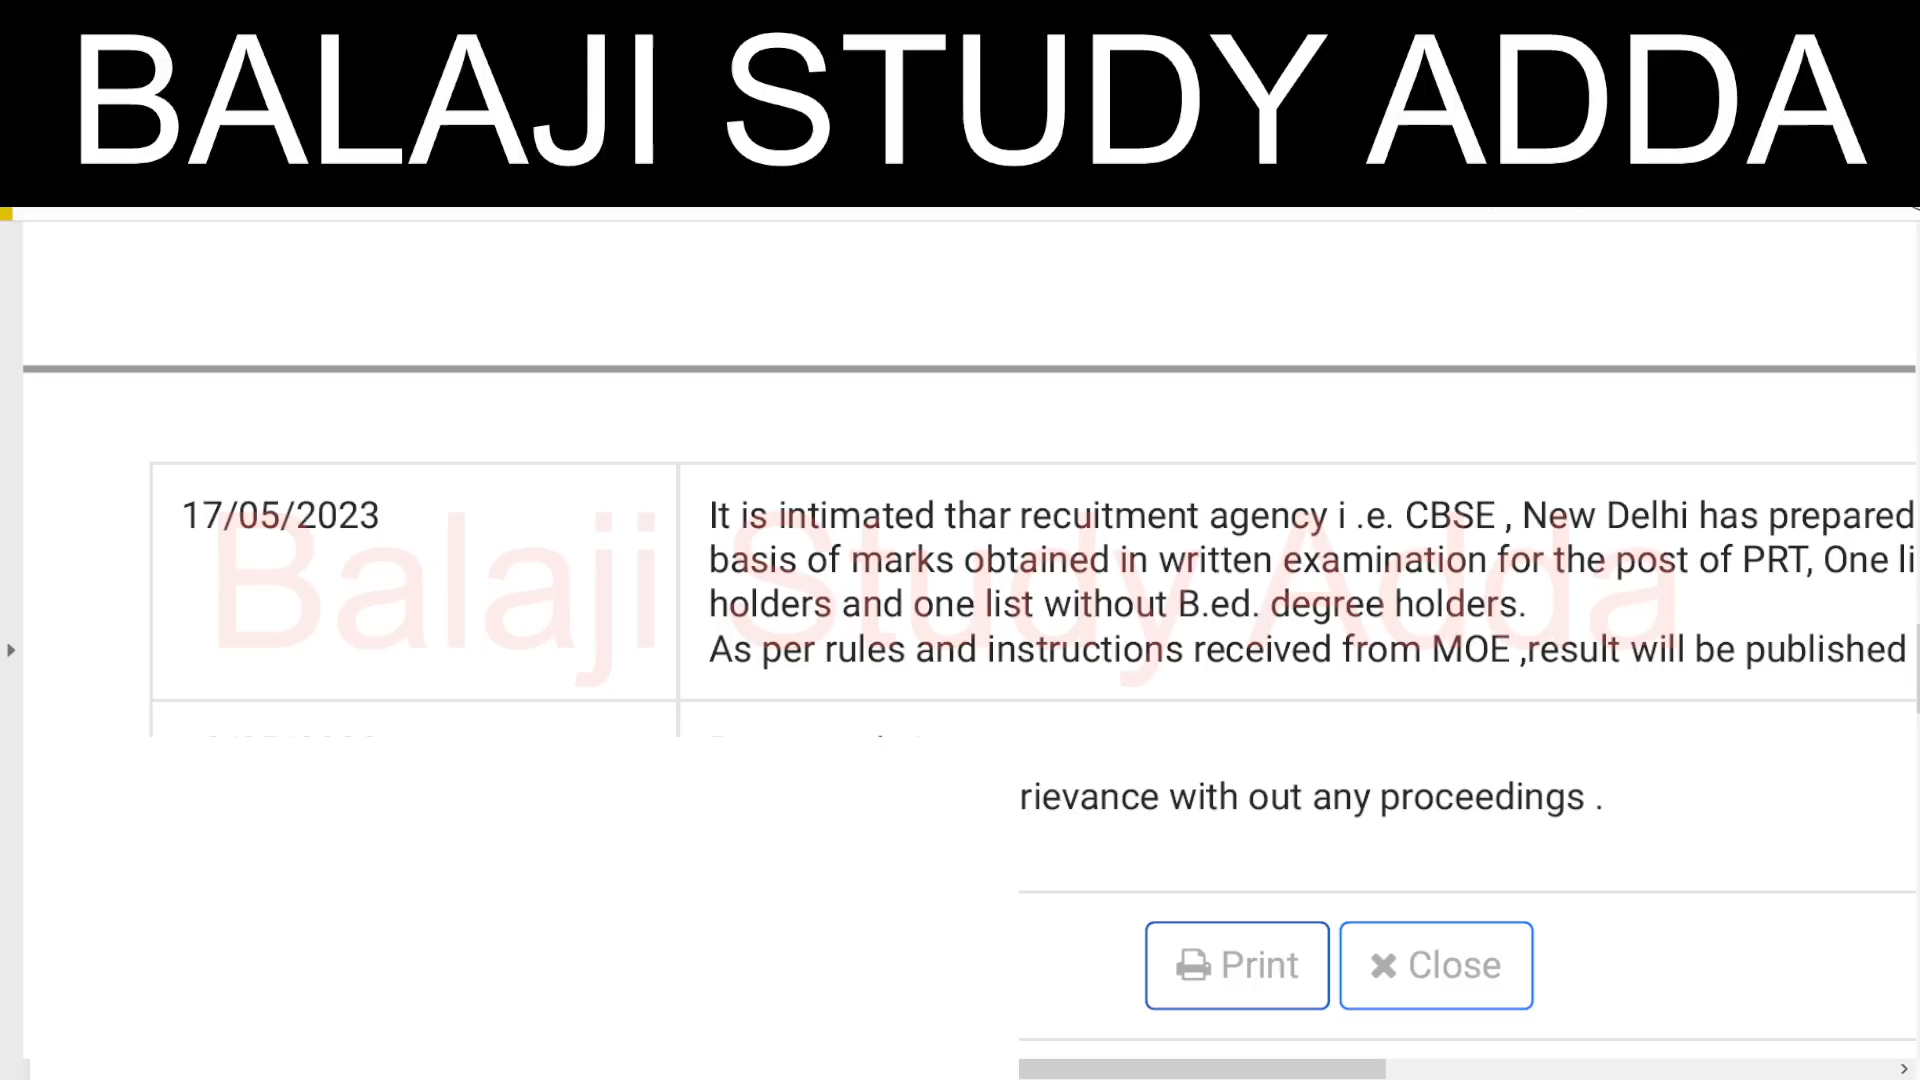 BALAJI STUDY ADDA
17/05/2023
It is intimated thar recuitment agency i .e. CBSE , New Delhi has prepared
basis of marks obtained in written examination for the post of PRT, One li
holders and one list without B.ed. degree holders.
As per rules and instructions received from MOE ,result will be published
Balaji Study Adda
rievance with out any proceedings .
Print
Close